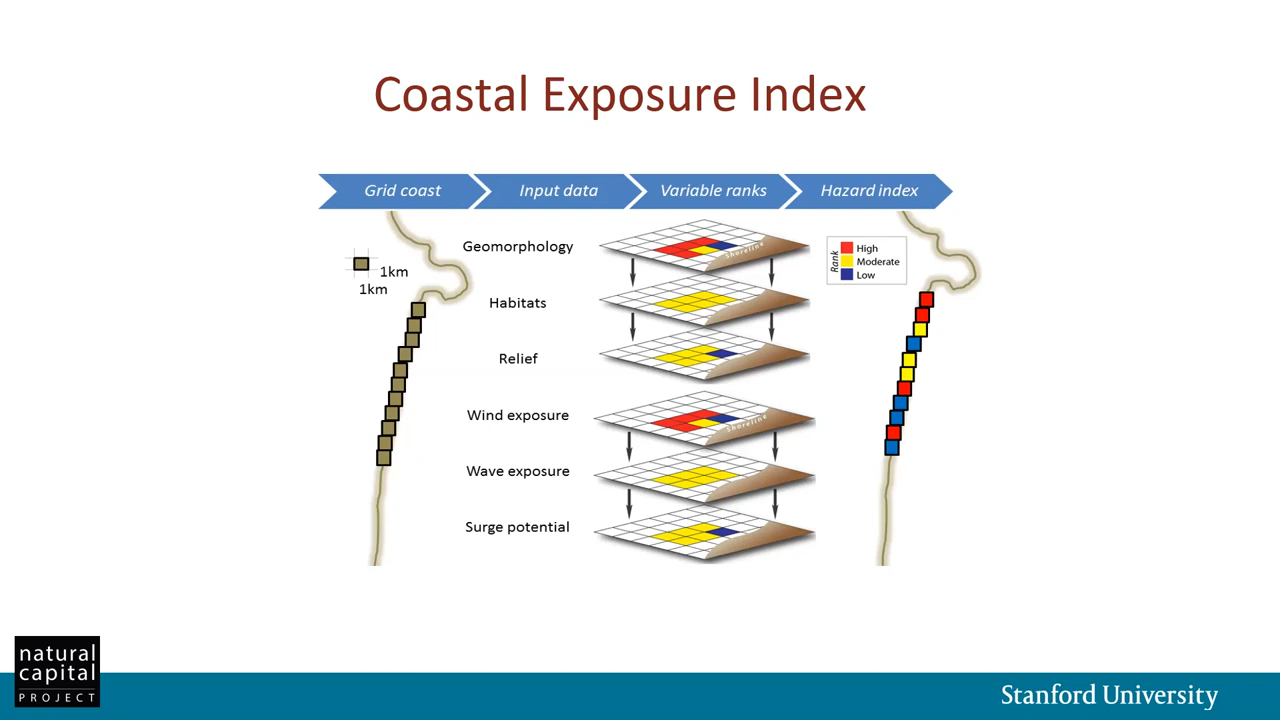 Coastal Exposure Index
Grid coast
Input data
Variable ranks
Hazard index
1km
1km
Geomorphology
Habitats
Relief
Wind exposure
Wave exposure
Surge potential
Shoreline
Shoreline
Rank
High
Moderate
Low
natural
capital
PROJECT
Stanford University